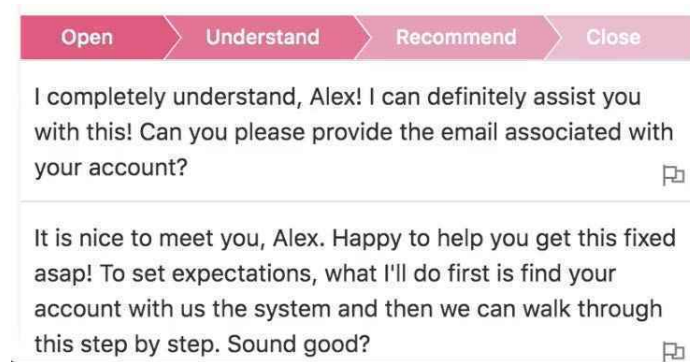 Open Understand Recommend Close
I completely understand, Alex! I can definitely assist you
with this! Can you please provide the email associated with
your account?
It is nice to meet you, Alex. Happy to help you get this fixed
asap! To set expectations, what I'll do first is find your
account with us the system and then we can walk through
this step by step. Sound good?